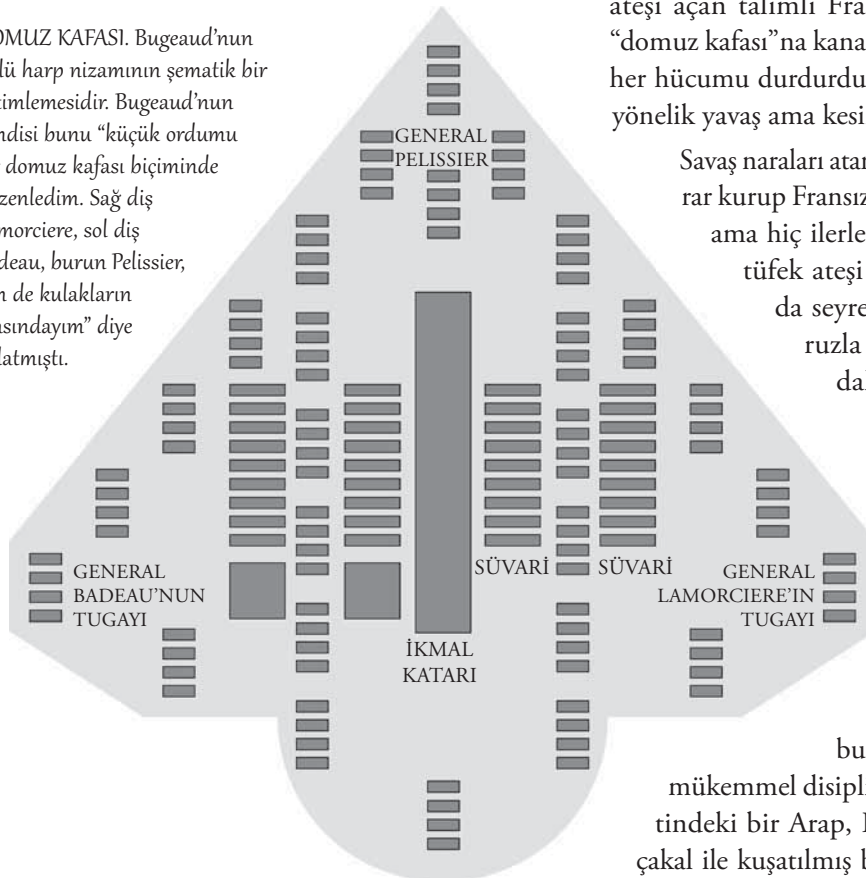 OMUZ KAFASI. Bugeaud’nun
lü harp nizamının şematik bir
imlemesidir. Bugeaud’nun
ndisi bunu “küçük ordumu
r domuz kafası biçiminde
zenledim. Sağ diş
morciere, sol diş
deau, burun Pelissier,
n de kulakların
asındayım” diye
latmıştı.
ateşi açan talimli Fra
“domuz kafası”na kana
her hücumu durdurdu
yönelik yavaş ama kesi
Savaş naraları atar
rar kurup Fransız
ama hiç ilerle
tüfek ateşi
da seyre
ruzla
dal
GENERAL
PELISSIER
GENERAL
BADEAU’NUN
TUGAYI
İKMAL
KATARI
SÜVARİ
SÜVARİ
GENERAL
LAMORCIERE’IN
TUGAYI
bu
mükemmel displi
tindeki bir Arap,
çakal ile kuşatılmış